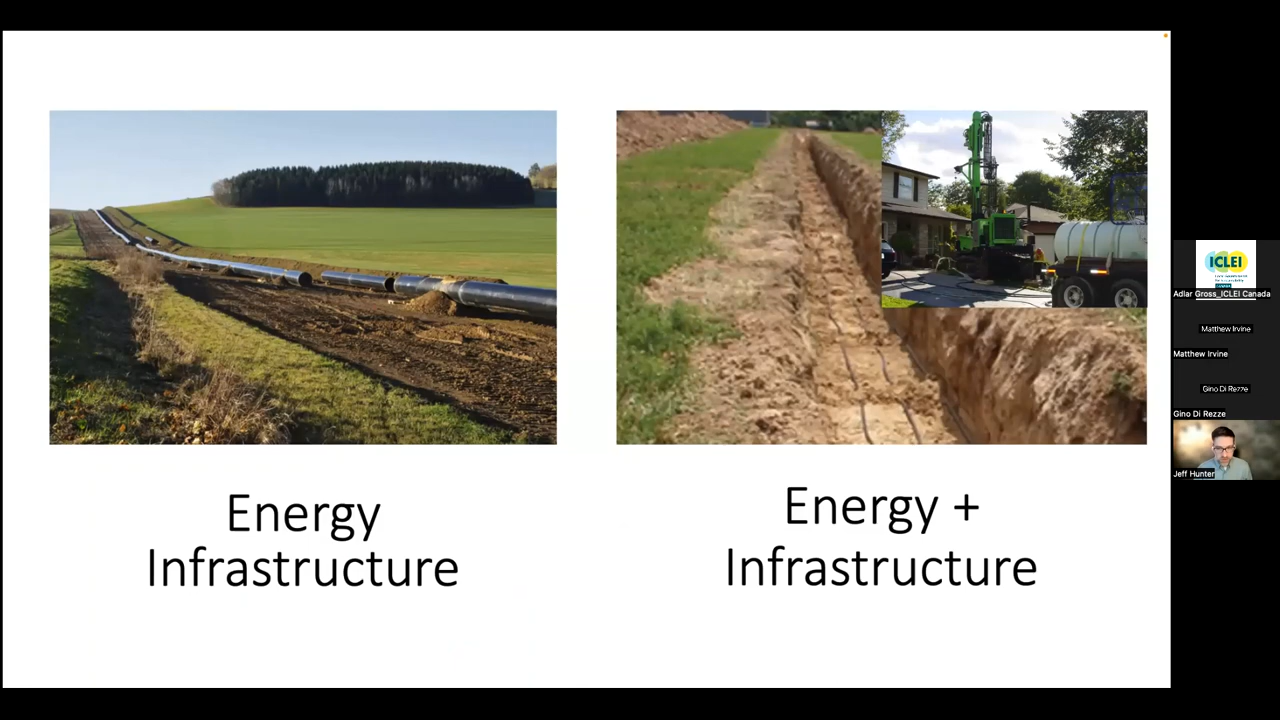 Energy
Infrastructure
Energy +
Infrastructure
ICLEI
Adlar Gross_ICLEI Canada
Matthew Irvine
Matthew Irvine
Gino Di Rezze
Gino Di Rezze
Jeff Hunter